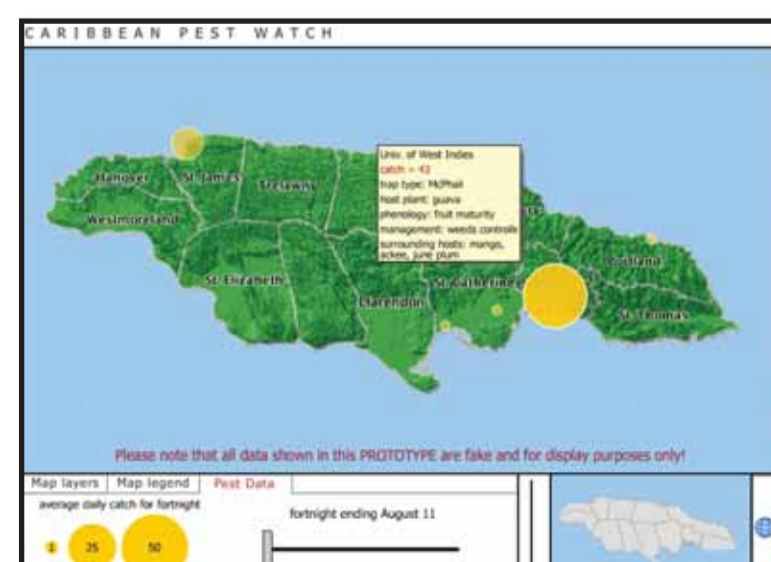 CARIBBEAN PEST WATCH
Univ. of West Indies
catch = 43
trap type: McPhail
host plant: guava
phenology: fruit maturity
management: weeds controlle
surrounding hosts: mango,
ackee, june plum
Hanover
St. James
Trelawny
Westmoreland
St. Elizabeth
Clarendon
St. Catherine
Portland
St. Thomas
Please note that all data shown in this PROTOTYPE are fake and for display purposes only!
Map layers
Map legend
Pest Data
average daily catch for fortnight
fortnight ending August 11
1
25
50